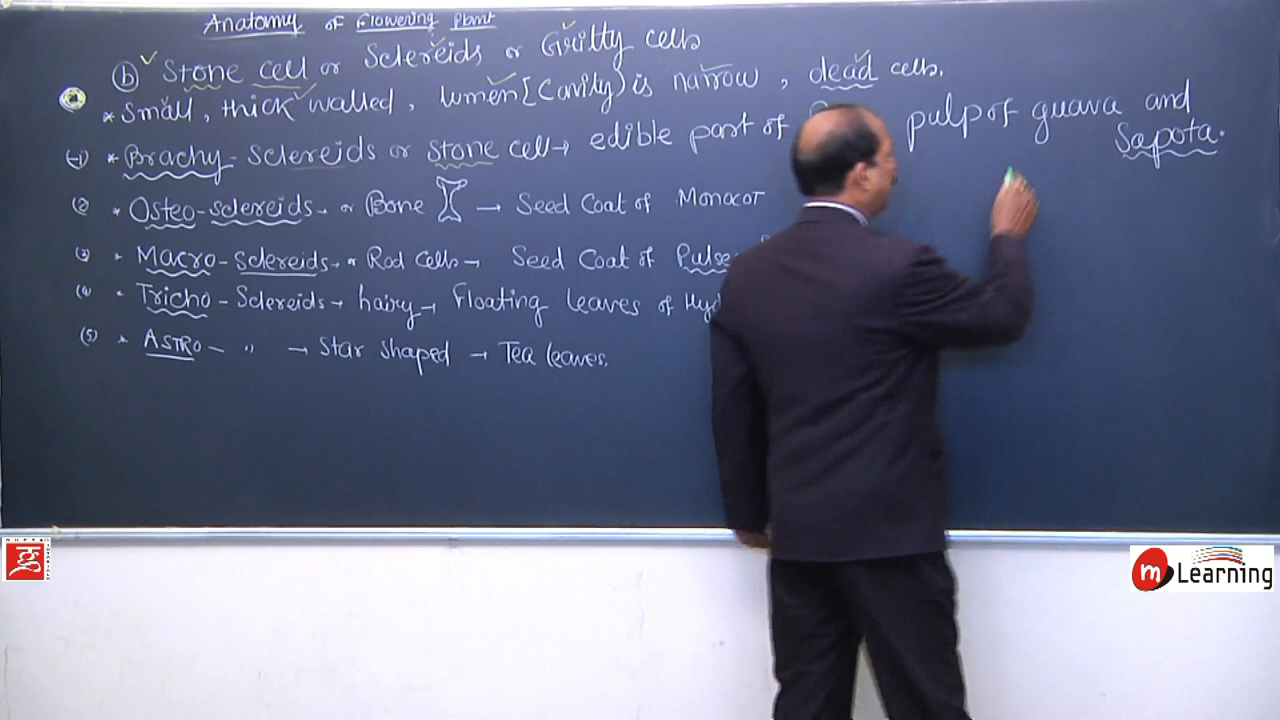 Anatomy of Flowering Plant
(b) Stone cell or Sclereids or Gritty cells
* Small, thick walled, lumen [Cavity) is narrow, dead cells.
(1) * Brachy-Sclereids or Stone cell → edible part of pulp of guava and Sapota.
(2) * Osteo-sclereids → or Bone → Seed Coat of Monocot
(3) * Macro-sclereids → or Rod Cells → Seed Coat of Pulse
(4) * Tricho-Sclereids → hairy → Floating leaves of Hyd
(5) * ASTRO- " → Star shaped → Tea leaves.
m Learning